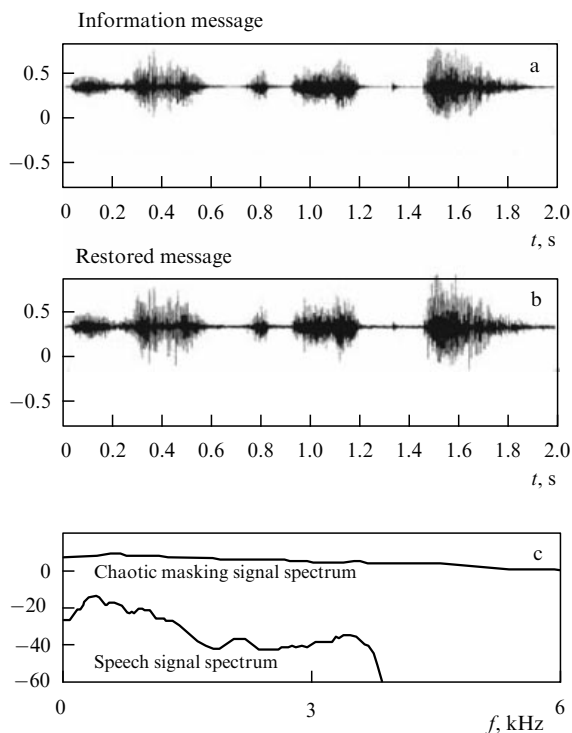 Information message
a
0.5
0
−0.5
0 0.2 0.4 0.6 0.8 1.0 1.2 1.4 1.6 1.8 2.0
t, s
Restored message
b
0.5
0
−0.5
0 0.2 0.4 0.6 0.8 1.0 1.2 1.4 1.6 1.8 2.0
t, s
c
0
Chaotic masking signal spectrum
−20
−40
Speech signal spectrum
−60
0 3 6
f, kHz